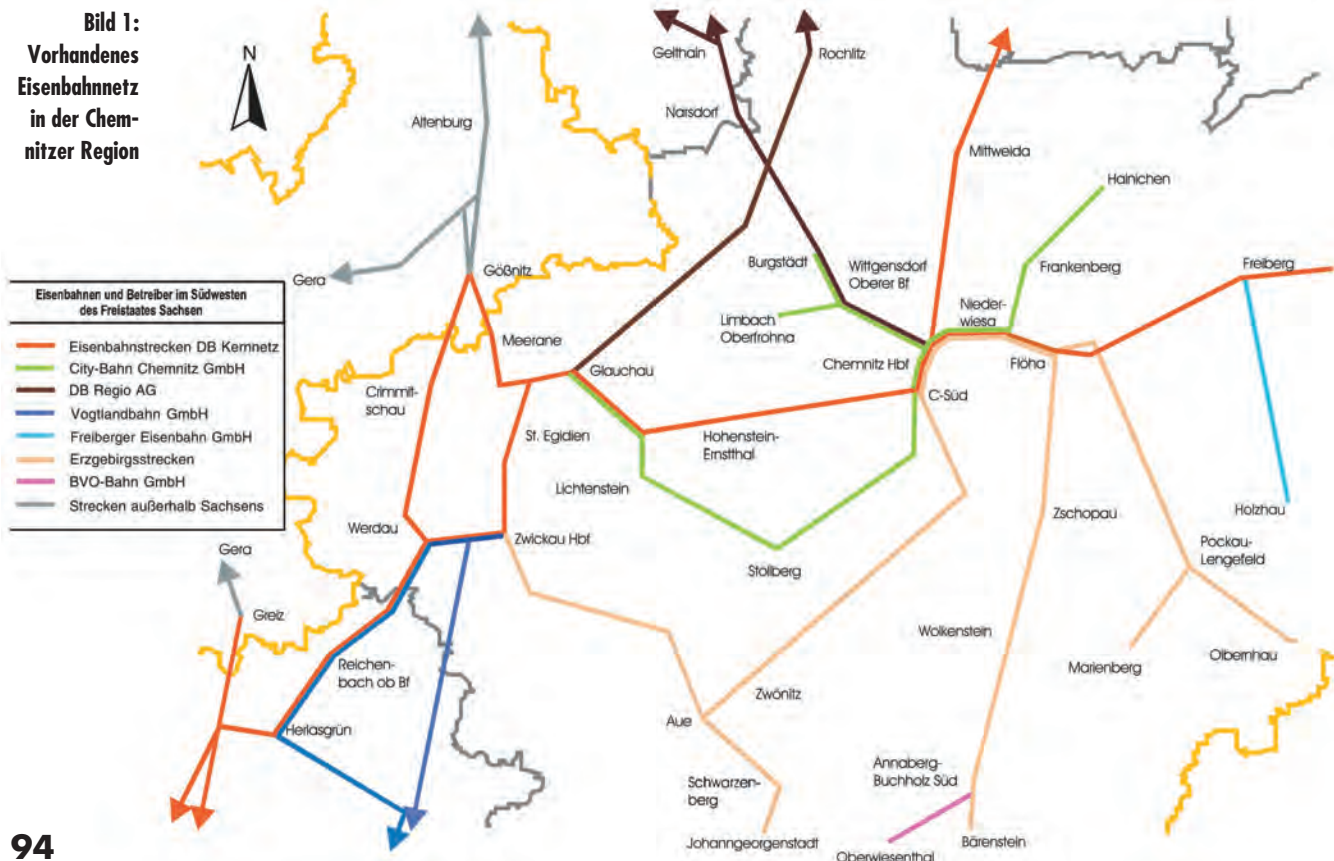 Bild 1:
Vorhandenes
Eisenbahnnetz
in der Chem-
nitzer Region
N
Altenburg
Geithain
Rochlitz
Narsdorf
Mittweida
Hainichen
Gera
Gößnitz
Burgstädt
Wittgensdorf
Oberer Bf
Frankenberg
Freiberg
Eisenbahnen und Betreiber im Südwesten
des Freistaates Sachsen
Eisenbahnstrecken DB Kernnetz
City-Bahn Chemnitz GmbH
DB Regio AG
Vogtlandbahn GmbH
Freiberger Eisenbahn GmbH
Erzgebirgsstrecken
BVO-Bahn GmbH
Strecken außerhalb Sachsens
Meerane
Limbach
Oberfrohna
Nieder-
wiesa
Glauchau
Chemnitz Hbf
Flöha
Crimmit-
schau
C-Süd
St. Egidien
Hohenstein-
Ernstthal
Lichtenstein
Zschopau
Holzhau
Werdau
Zwickau Hbf
Pockau-
Lengefeld
Gera
Stollberg
Greiz
Wolkenstein
Reichen-
bach ob Bf
Marienberg
Olbernhau
Zwönitz
Aue
Herlasgrün
Annaberg-
Buchholz Süd
Schwarzen-
berg
Johanngeorgenstadt
Bärenstein
Oberwiesenthal
94